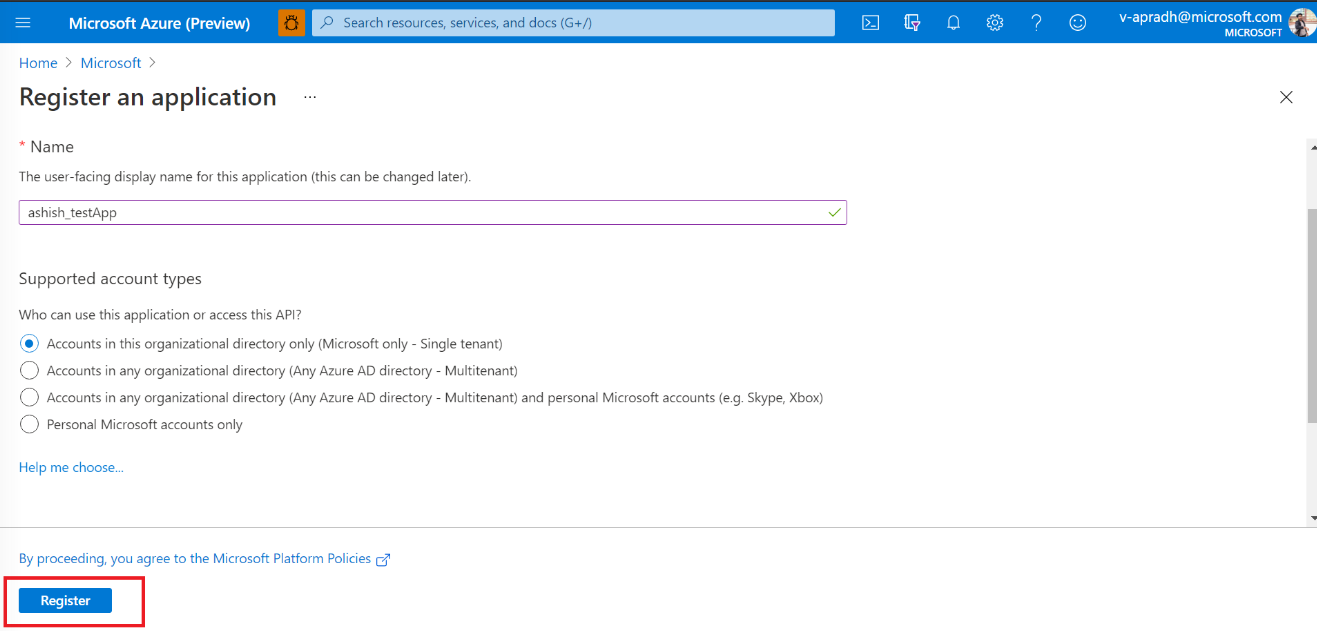 Microsoft Azure (Preview)
Search resources, services, and docs (G+/)
v-apradh@microsoft.com
MICROSOFT
Home > Microsoft >
Register an application ...
* Name
The user-facing display name for this application (this can be changed later).
ashish_testApp
Supported account types
Who can use this application or access this API?
Accounts in this organizational directory only (Microsoft only - Single tenant)
Accounts in any organizational directory (Any Azure AD directory - Multitenant)
Accounts in any organizational directory (Any Azure AD directory - Multitenant) and personal Microsoft accounts (e.g. Skype, Xbox)
Personal Microsoft accounts only
Help me choose...
By proceeding, you agree to the Microsoft Platform Policies
Register